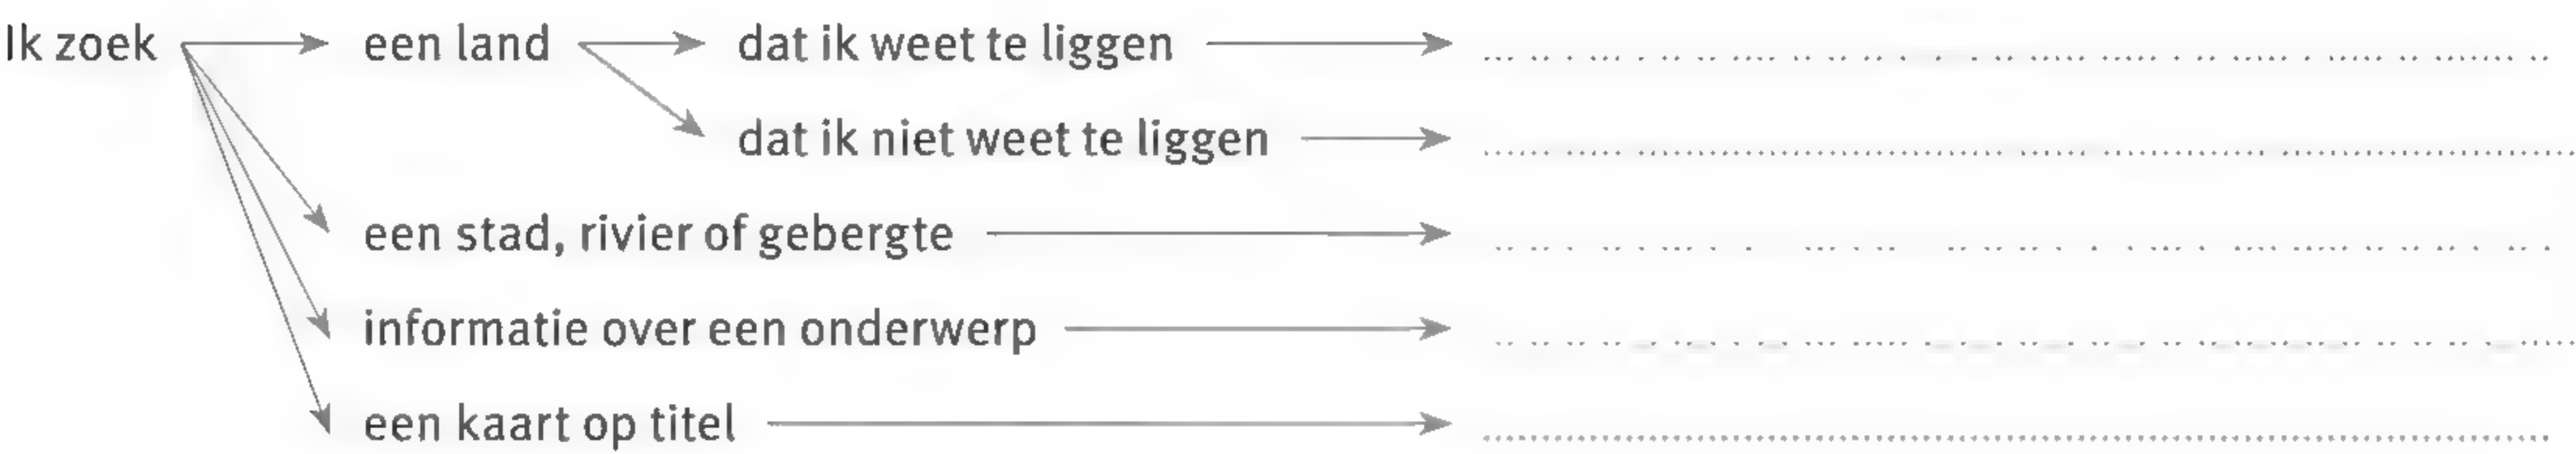 Ik zoek een land dat ik weet te liggen
dat ik niet weet te liggen
een stad, rivier of gebergte
informatie over een onderwerp
een kaart op titel